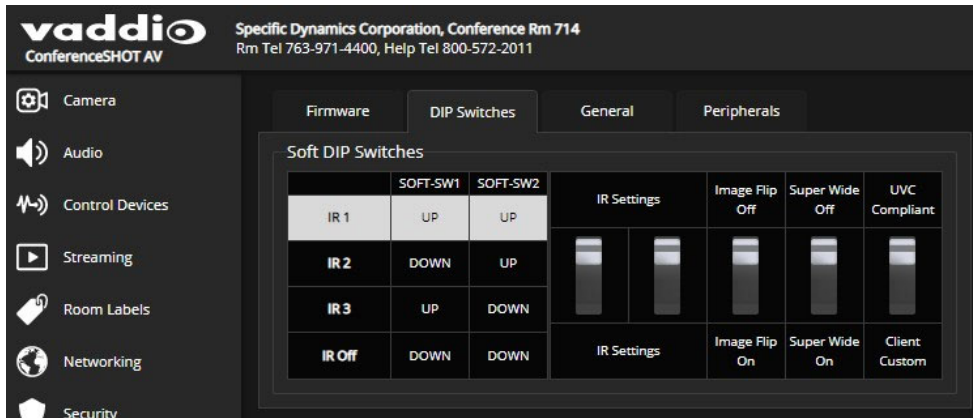 vaddio
ConferenceSHOT AV
Specific Dynamics Corporation, Conference Rm 714
Rm Tel 763-971-4400, Help Tel 800-572-2011
Camera
Audio
Control Devices
Streaming
Room Labels
Networking
Security
Firmware DIP Switches General Peripherals
Soft DIP Switches
SOFT-SW1 SOFT-SW2
IR 1 UP UP
IR 2 DOWN UP
IR 3 UP DOWN
IR Off DOWN DOWN
IR Settings
Image Flip
Off
Super Wide
Off
UVC
Compliant
IR Settings
Image Flip
On
Super Wide
On
Client
Custom